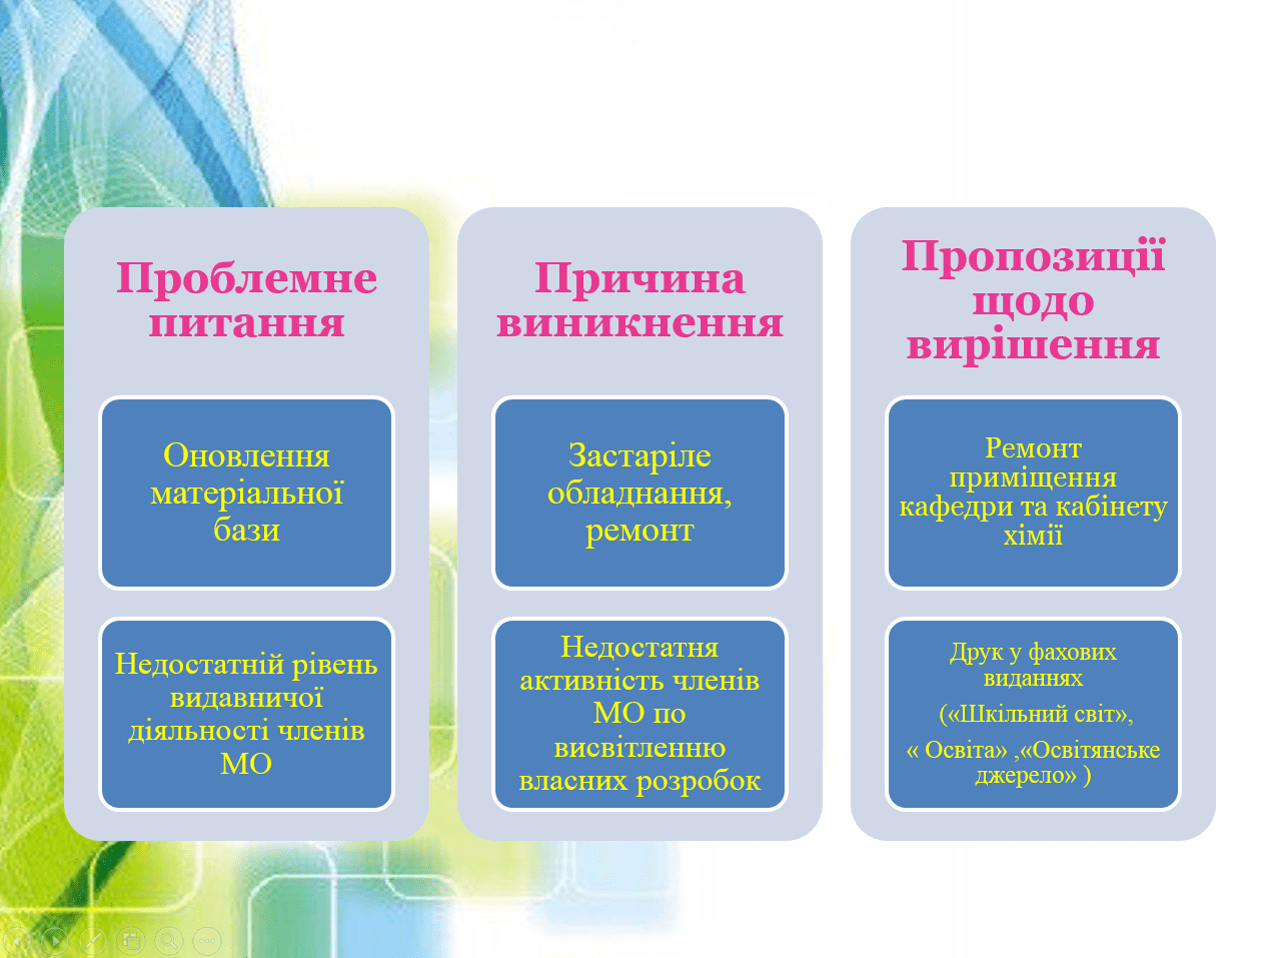 Проблемне
питання
Оновлення
матеріальної
бази
Недостатній рівень
видавничої
діяльності членів
МО
Причина
виникнення
Застаріле
обладнання,
ремонт
Недостатня
активність членів
МО по
висвітленню
власних розробок
Пропозиції
щодо
вирішення
Ремонт
приміщення
кафедри та кабінету
хімії
Друк у фахових
виданнях
(«Шкільний світ»,
« Освіта» ,«Освітянське
джерело» )